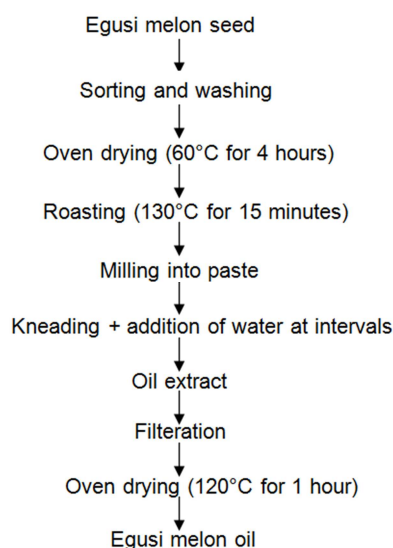 Egusi melon seed
Sorting and washing
Oven drying (60°C for 4 hours)
Roasting (130°C for 15 minutes)
Milling into paste
Kneading + addition of water at intervals
Oil extract
Filteration
Oven drying (120°C for 1 hour)
Egusi melon oil